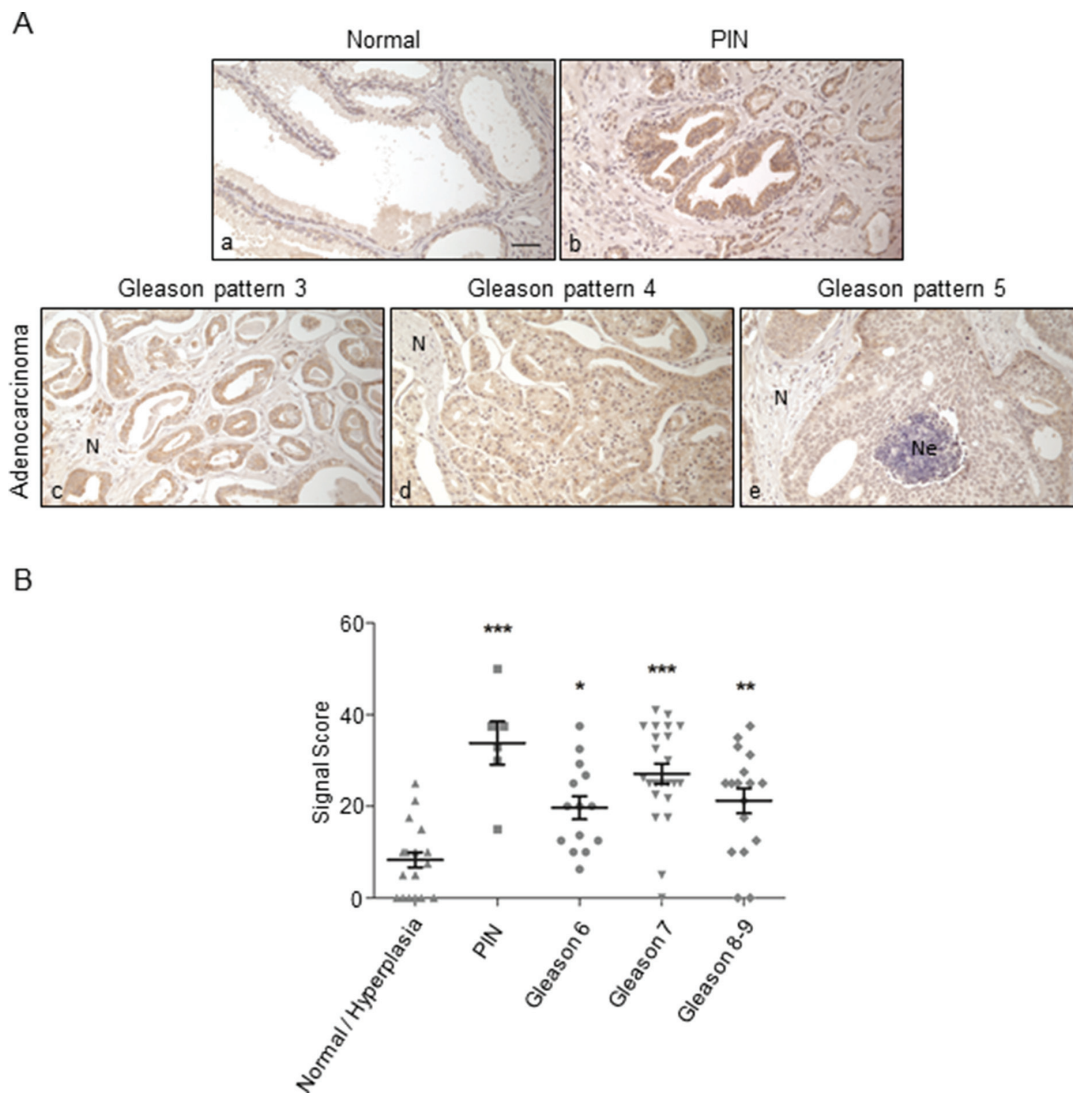 A
Normal PIN
a b
Gleason pattern 3 Gleason pattern 4 Gleason pattern 5
Adenocarcinoma
N N N
Ne
c d e
B
60
40
20
0
Signal Score
*** * *** **
Normal / Hyperplasia
PIN
Gleason 6
Gleason 7
Gleason 8-9